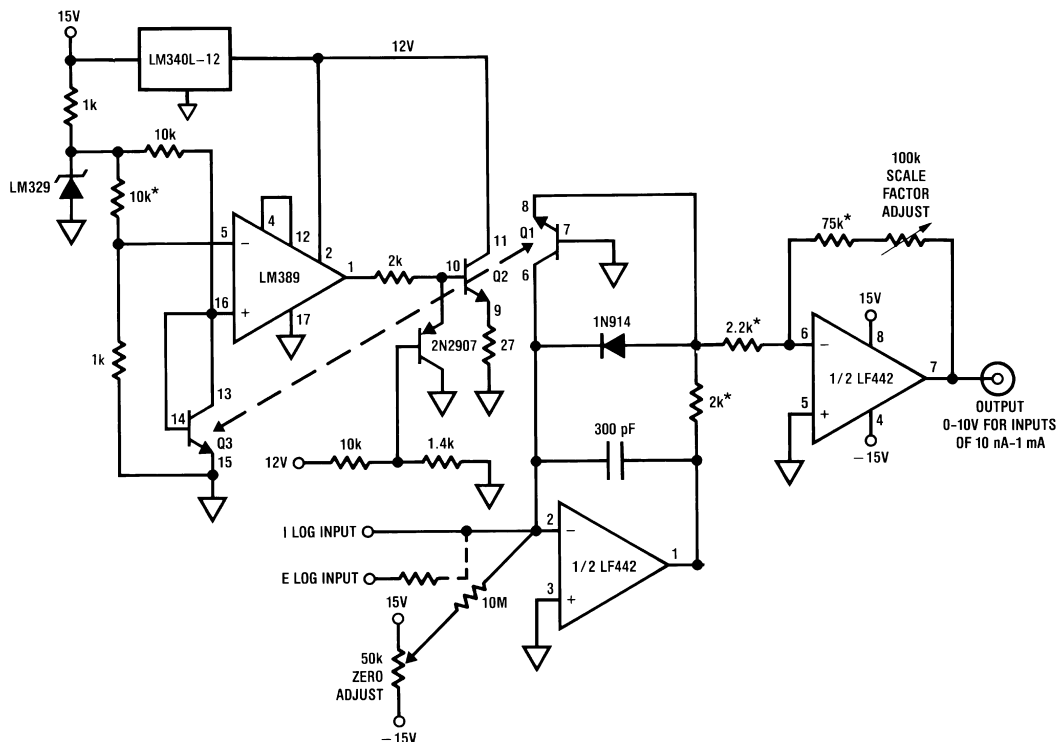 15V
LM340L-12
12V
1k
10k
LM329
10k*
5
4
12
2
1
LM389
16
17
2k
10
11
Q2
9
27
2N2907
8
Q1
7
6
1N914
2.2k*
2k*
300 pF
100k
SCALE
FACTOR
ADJUST
75k*
15V
8
6
1/2 LF442
7
5
4
−15V
OUTPUT
0-10V FOR INPUTS
OF 10 nA-1 mA
1k
13
14
Q3
15
12V
10k
1.4k
I LOG INPUT
E LOG INPUT
2
1/2 LF442
1
3
10M
15V
50k
ZERO
ADJUST
−15V